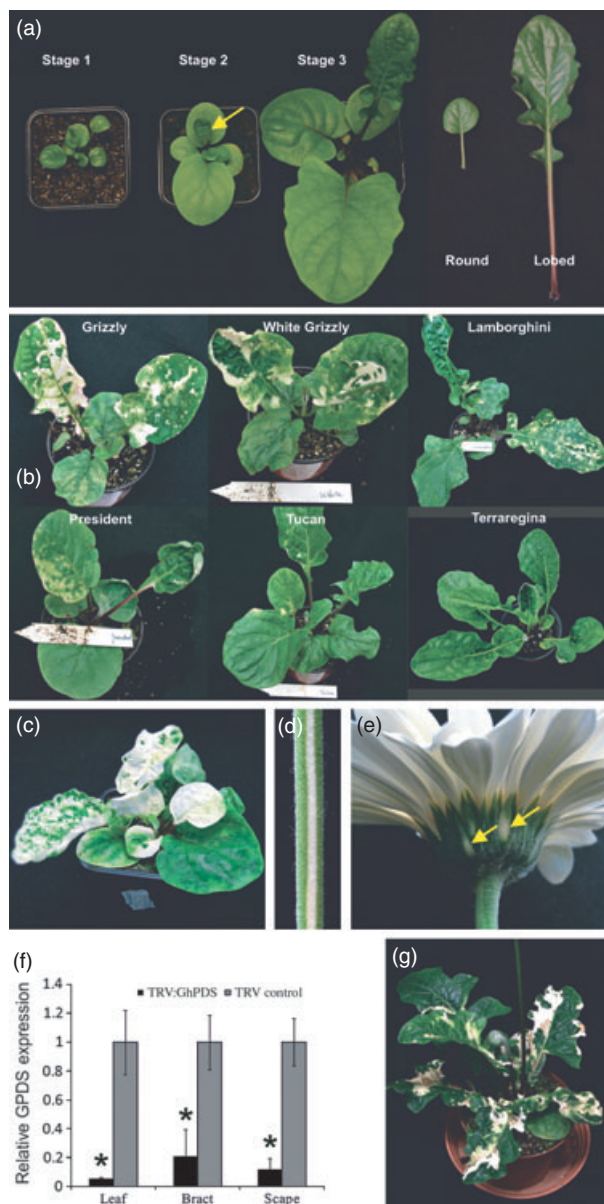 (a)
Stage 1
Stage 2
Stage 3
Round
Lobed
(b)
Grizzly
White Grizzly
Lamborghini
President
Tucan
Terraregina
(c)
(d)
(e)
(f)
TRV:GhPDS
TRV control
Relative GPDS expression
1.4
1.2
1
0.8
0.6
0.4
0.2
0
*
*
*
Leaf
Bract
Scape
(g)